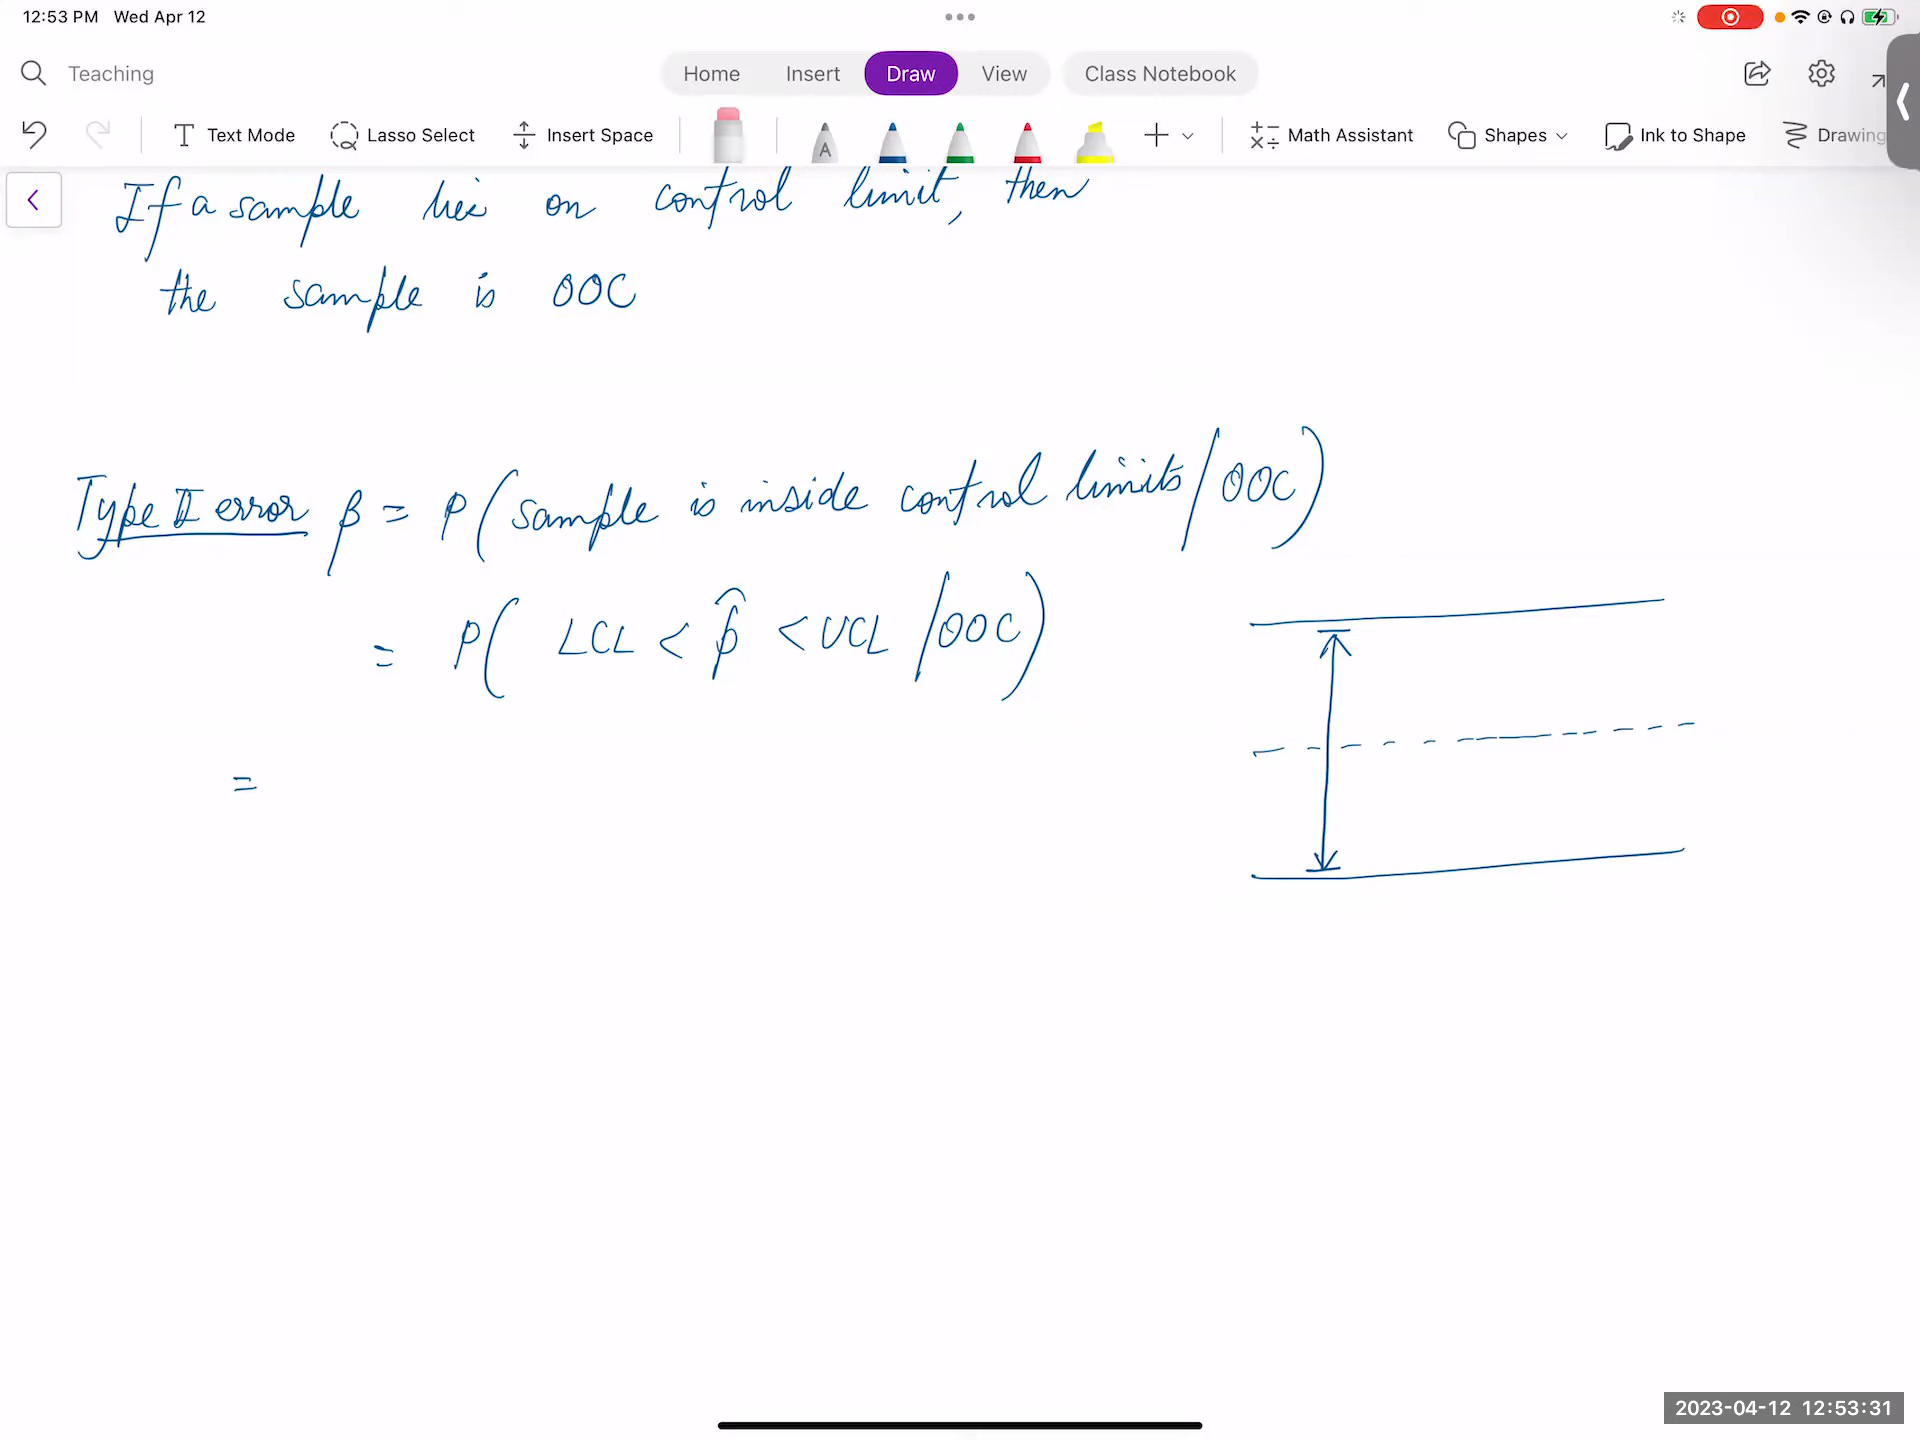 12:53 PM Wed Apr 12
Teaching
Home Insert Draw View Class Notebook
Text Mode Lasso Select Insert Space A Math Assistant Shapes Ink to Shape Drawing
If a sample lies on control limit, then
the sample is OOC
Type II error β = P(sample is inside control limits/OOC)
= P( LCL < p̂ < UCL /OOC)
=
2023-04-12 12:53:31